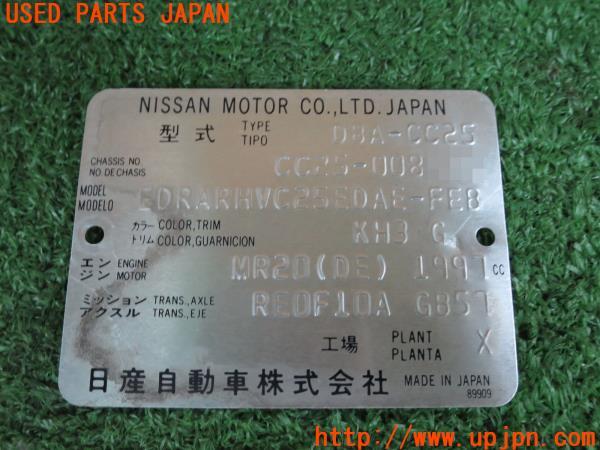 USED PARTS JAPAN
NISSAN MOTOR CO.,LTD. JAPAN
型式 TYPE TIPO DBA-CC25
CHASSIS NO. NO DE CHASIS CC25-008
MODEL MODELO EDRARHVC25EDAE-FEB
カラー COLOR,TRIM トリム COLOR,GUARNICION KH3 G
エンジン ENGINE MOTOR MR20(DE) 1997 CC
ミッション TRANS.,AXLE アクスル TRANS.,EJE RE0F10A GB57
工場 PLANT PLANTA X
日産自動車株式会社 MADE IN JAPAN
89909
http://www.upjpn.com/